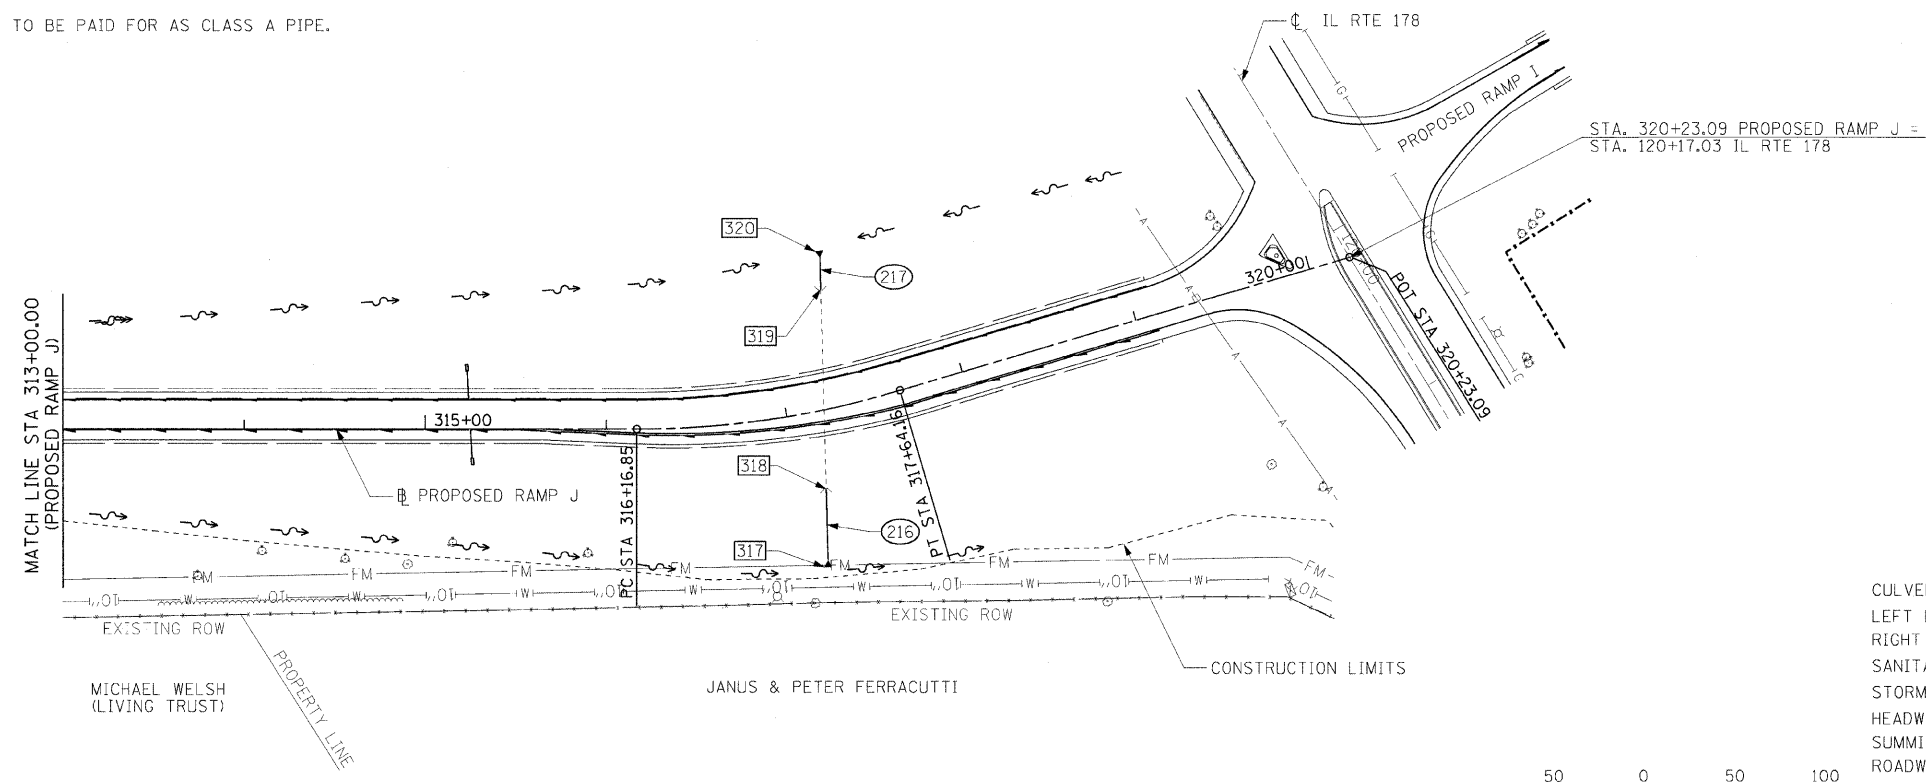 TO BE PAID FOR AS CLASS A PIPE.
℄ IL RTE 178
PROPOSED RAMP I
STA. 320+23.09 PROPOSED RAMP J =
STA. 120+17.03 IL RTE 178
320
217
319
320+00
POT STA 320+23.09
MATCH LINE STA 313+00.00
(PROPOSED RAMP J)
315+00
PROPOSED RAMP J
PC STA 316+16.85
318
216
317
PT STA 317+64.16
FM
FM
FM
FM
FM
FM
FM
W
W
W
W
W
W
G
G
G
A
A
A
A
A
EXISTING ROW
EXISTING ROW
CONSTRUCTION LIMITS
PROPERTY LINE
MICHAEL WELSH
(LIVING TRUST)
JANUS & PETER FERRACUTTI
CULVE
LEFT
RIGHT
SANITA
STORM
HEADW
SUMMI
ROADW
50 0 50 100